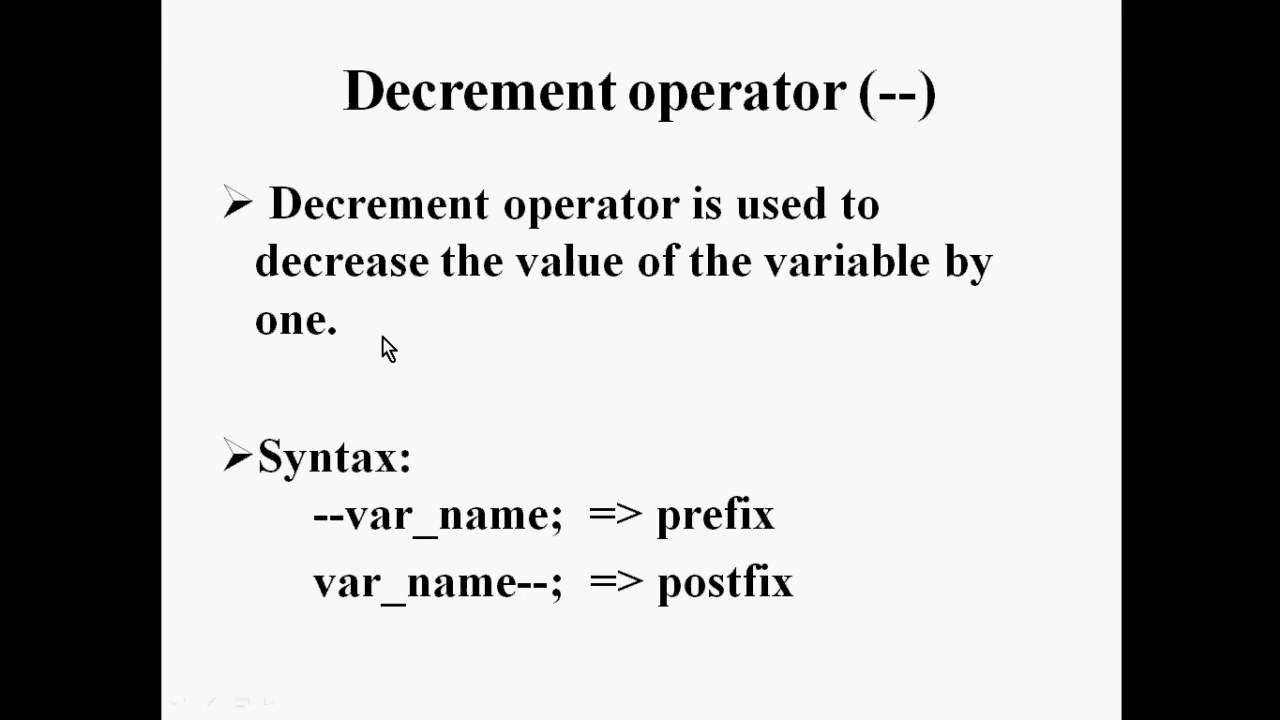 Decrement operator (--)
➢ Decrement operator is used to
decrease the value of the variable by
one.
➢Syntax:
--var_name; => prefix
var_name--; => postfix